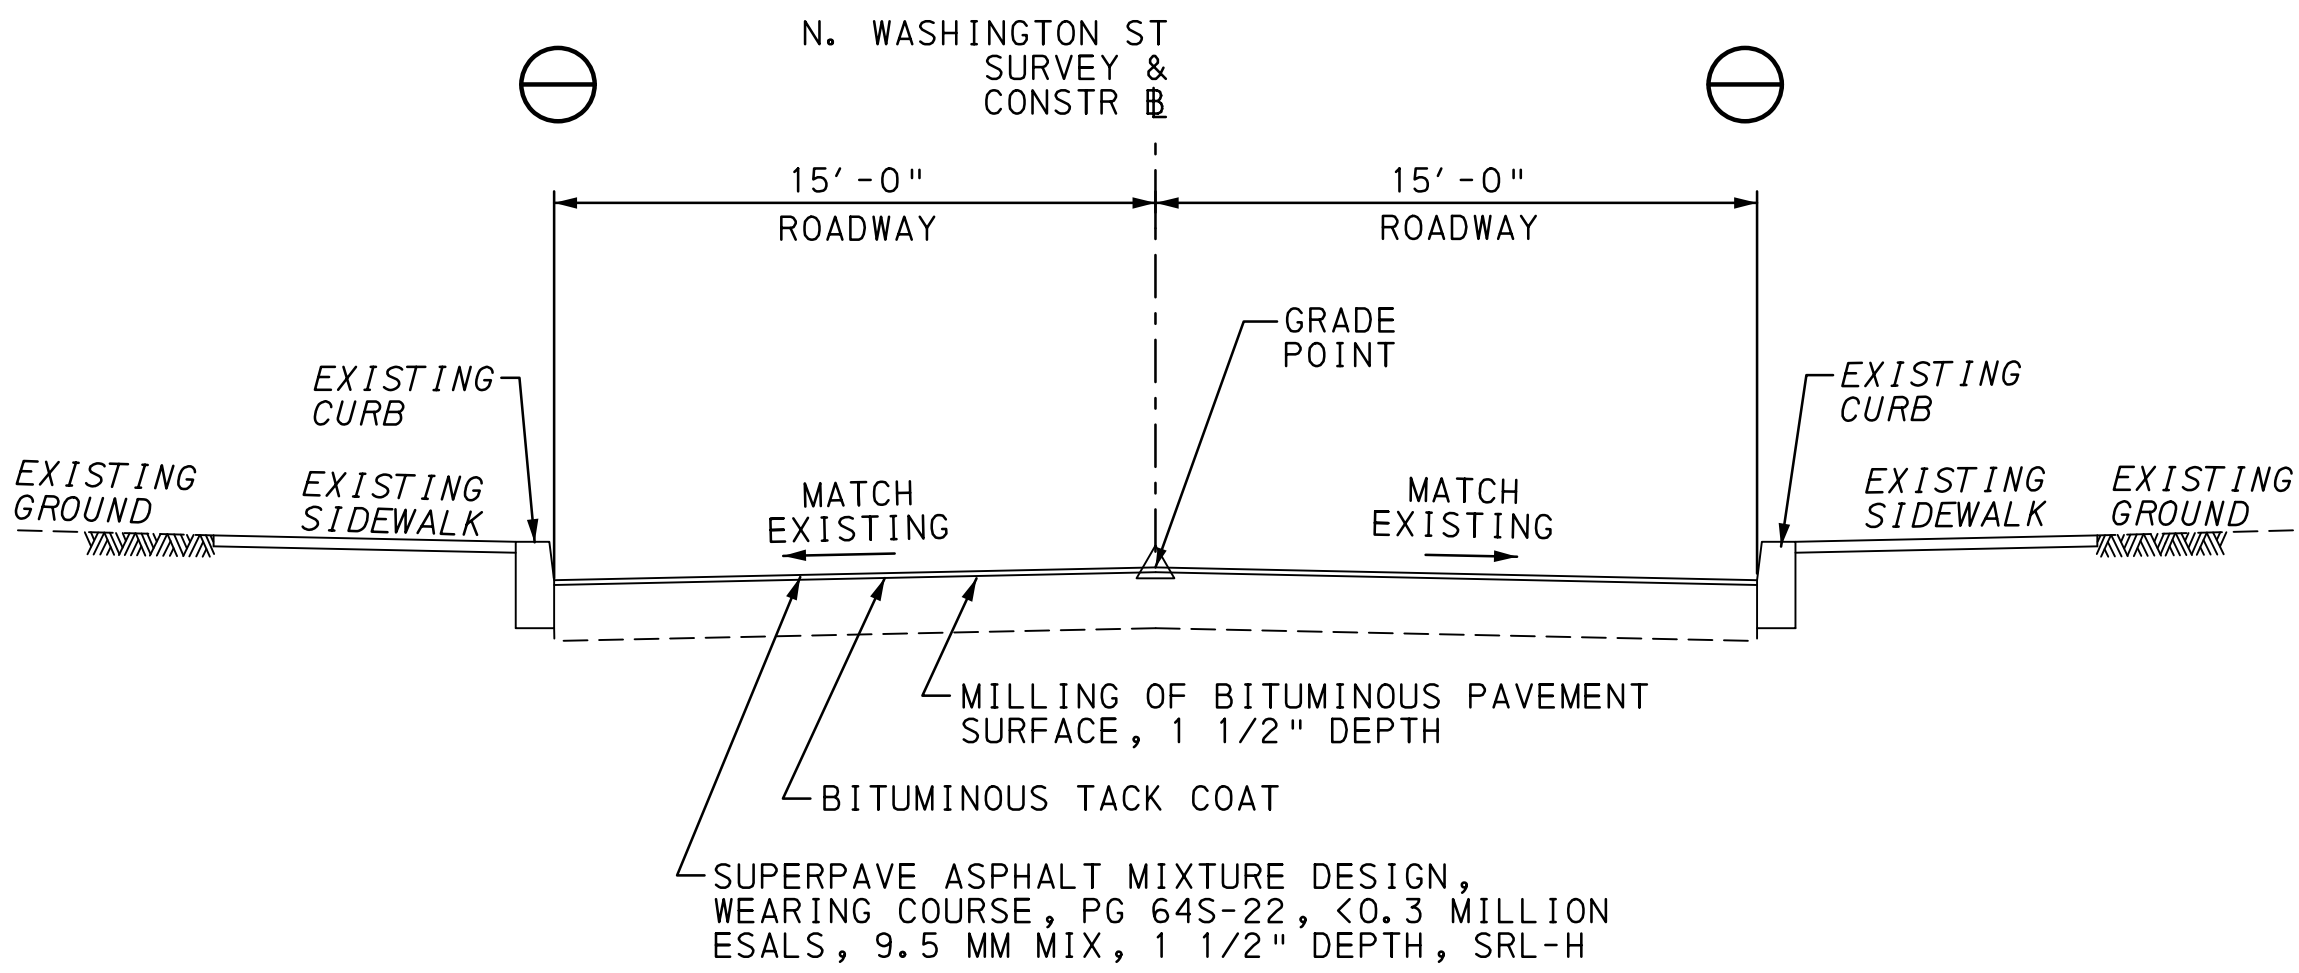 N. WASHINGTON ST
SURVEY &
CONSTR BL
15'-0"
ROADWAY
15'-0"
ROADWAY
GRADE
POINT
EXISTING
CURB
EXISTING
CURB
EXISTING
GROUND
EXISTING
SIDEWALK
MATCH
EXISTING
MATCH
EXISTING
EXISTING
SIDEWALK
EXISTING
GROUND
MILLING OF BITUMINOUS PAVEMENT
SURFACE, 1 1/2" DEPTH
BITUMINOUS TACK COAT
SUPERPAVE ASPHALT MIXTURE DESIGN,
WEARING COURSE, PG 64S-22, <0.3 MILLION
ESALS, 9.5 MM MIX, 1 1/2" DEPTH, SRL-H